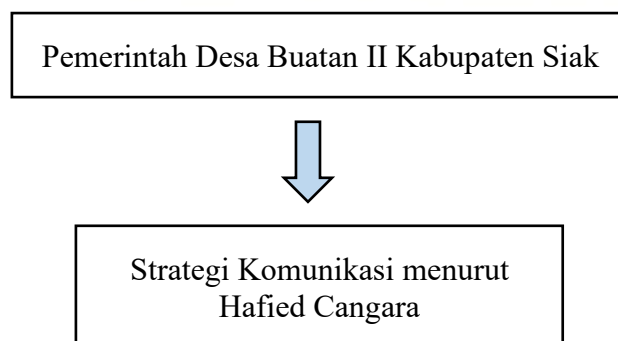 Pemerintah Desa Buatan II Kabupaten Siak
Strategi Komunikasi menurut
Hafied Cangara